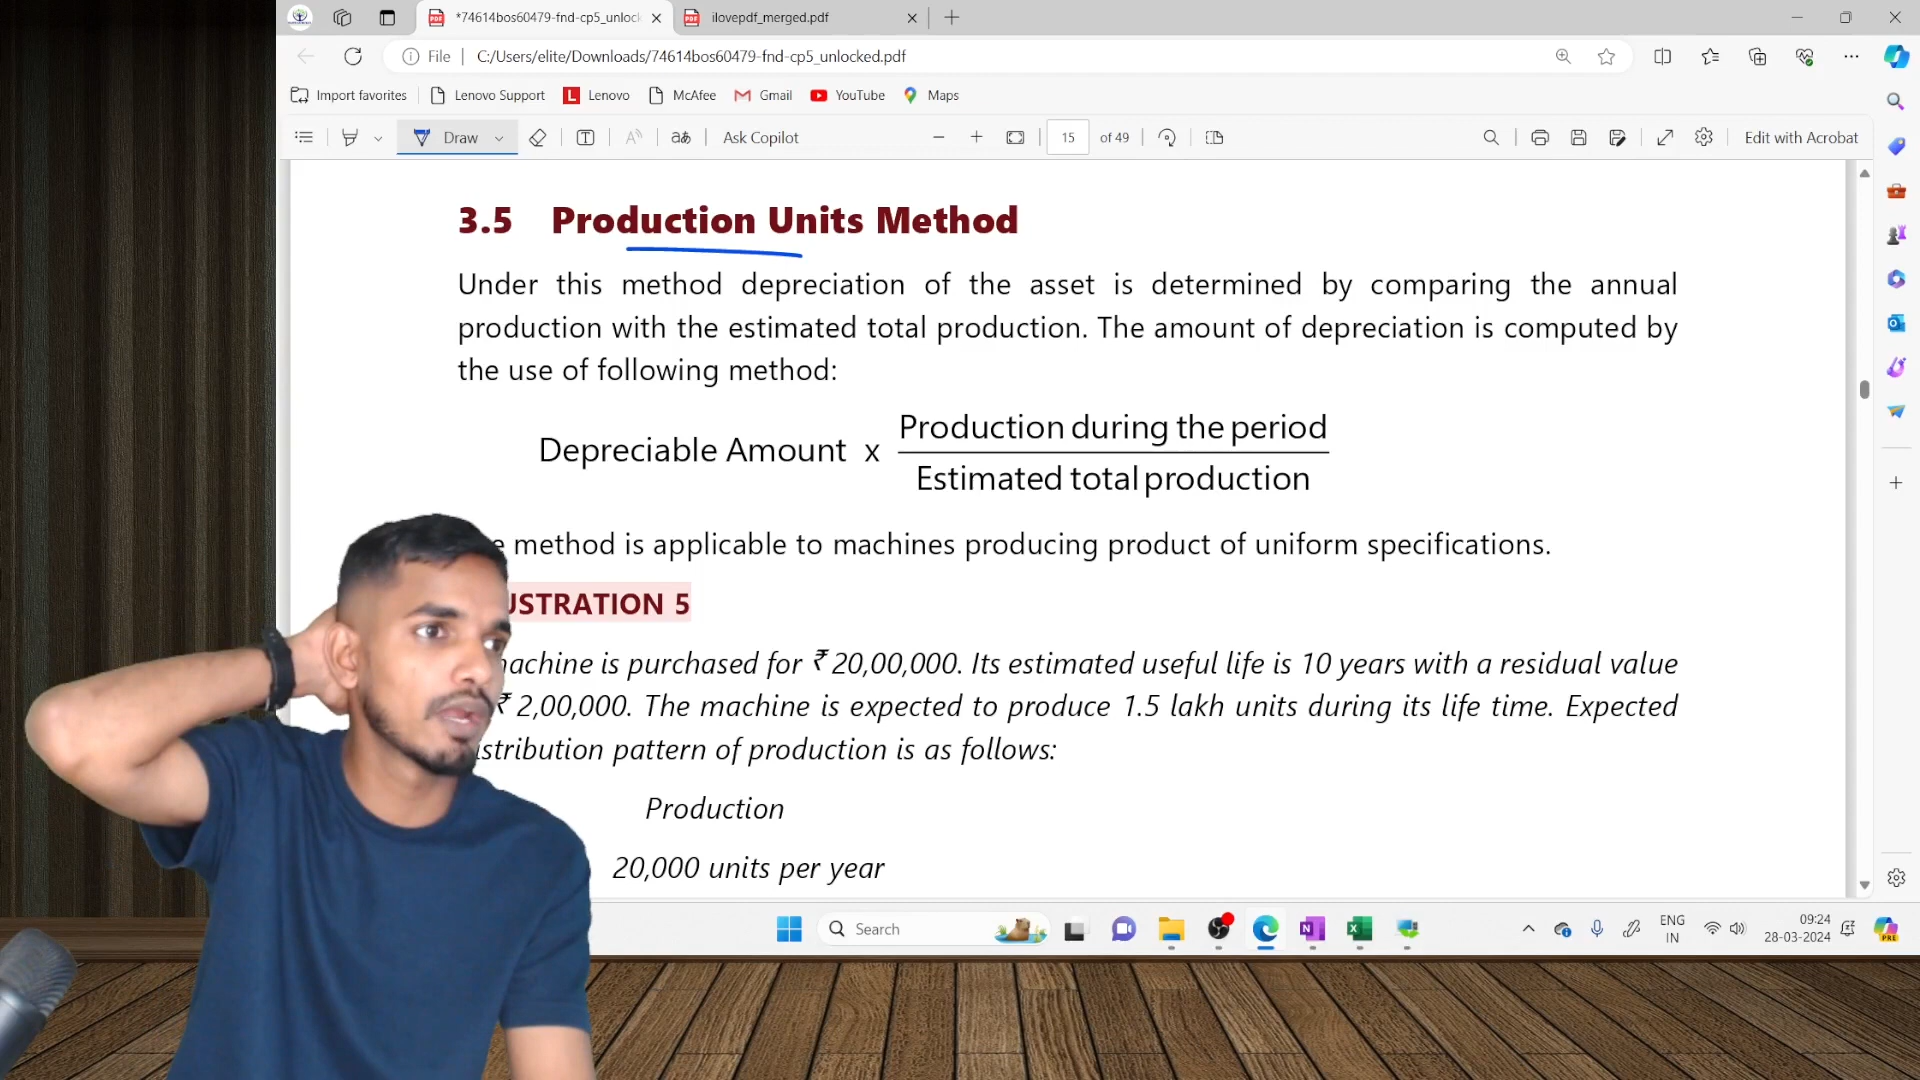 *74614bos60479-fnd-cp5_unlock
ilovepdf_merged.pdf
File
C:/Users/elite/Downloads/74614bos60479-fnd-cp5_unlocked.pdf
Import favorites
Lenovo Support
L Lenovo
McAfee
Gmail
YouTube
Maps
Draw
Ask Copilot
15 of 49
Edit with Acrobat
3.5 Production Units Method
Under this method depreciation of the asset is determined by comparing the annual
production with the estimated total production. The amount of depreciation is computed by
the use of following method:
Depreciable Amount x Production during the period
Estimated total production
method is applicable to machines producing product of uniform specifications.
USTRATION 5
achine is purchased for ₹ 20,00,000. Its estimated useful life is 10 years with a residual value
₹ 2,00,000. The machine is expected to produce 1.5 lakh units during its life time. Expected
stribution pattern of production is as follows:
Production
20,000 units per year
Search
ENG
IN
09:24
28-03-2024
PRE